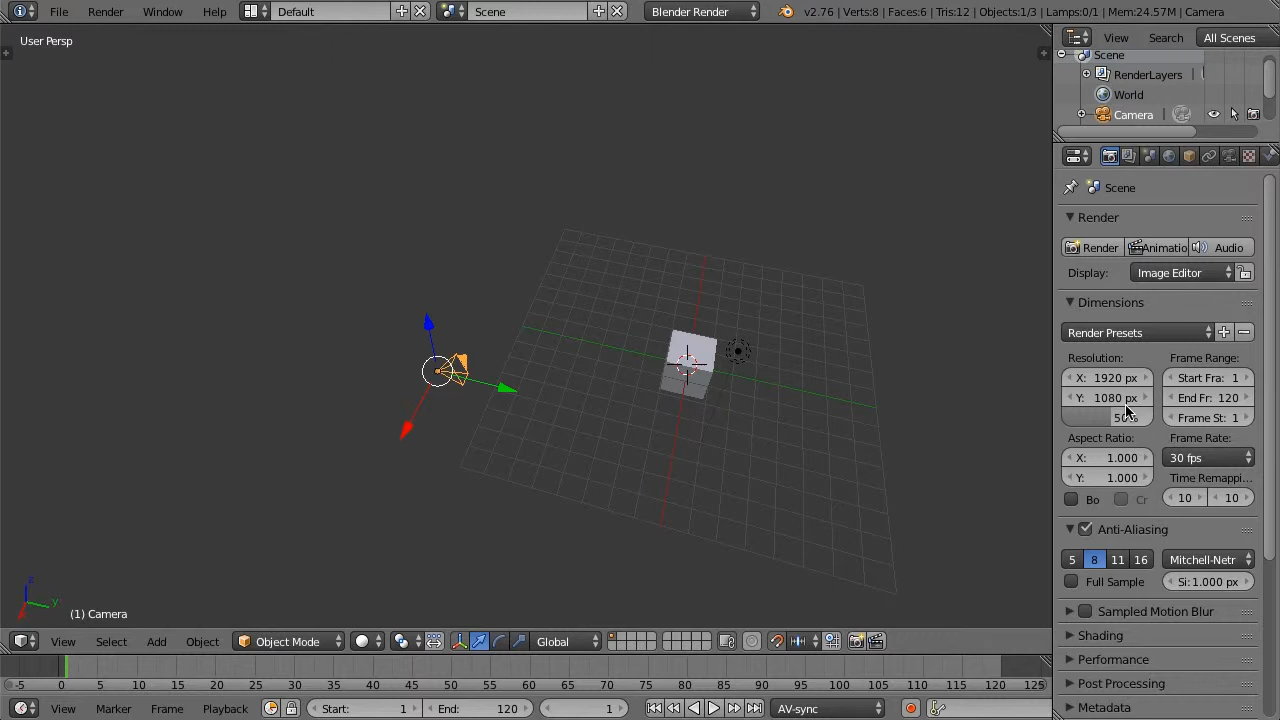 File Render Window Help Default Scene Blender Render v2.76 | Verts:8 | Faces:6 | Tris:12 | Objects:1/3 | Lamps:0/1 | Mem:24.57M | Camera
User Persp
View Search All Scenes
Scene
RenderLayers
World
Camera
Scene
Render
Render Animatio Audio
Display: Image Editor
Dimensions
Render Presets
Resolution: Frame Range:
X: 1920 px Start Fra: 1
Y: 1080 px End Fr: 120
50% Frame St: 1
Aspect Ratio: Frame Rate:
X: 1.000 30 fps
Y: 1.000 Time Remappi...
Bo Cr 10 10
Anti-Aliasing
5 8 11 16 Mitchell-Netr
Full Sample Si: 1.000 px
Sampled Motion Blur
Shading
Performance
Post Processing
Metadata
z
y
(1) Camera
View Select Add Object Object Mode Global
-5 0 5 10 15 20 25 30 35 40 45 50 55 60 65 70 75 80 85 90 95 100 105 110 115 120 125
View Marker Frame Playback Start: 1 End: 120 1 AV-sync